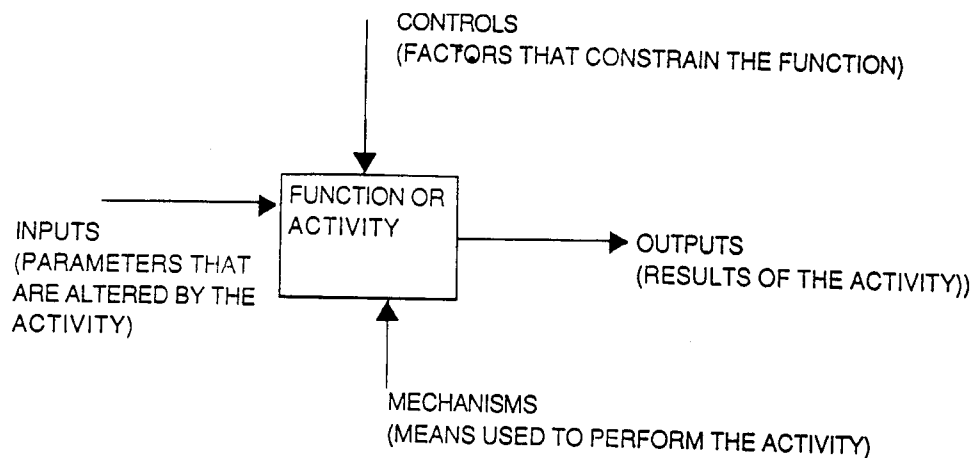 CONTROLS
(FACTORS THAT CONSTRAIN THE FUNCTION)
FUNCTION OR
ACTIVITY
INPUTS
(PARAMETERS THAT
ARE ALTERED BY THE
ACTIVITY)
OUTPUTS
(RESULTS OF THE ACTIVITY))
MECHANISMS
(MEANS USED TO PERFORM THE ACTIVITY)